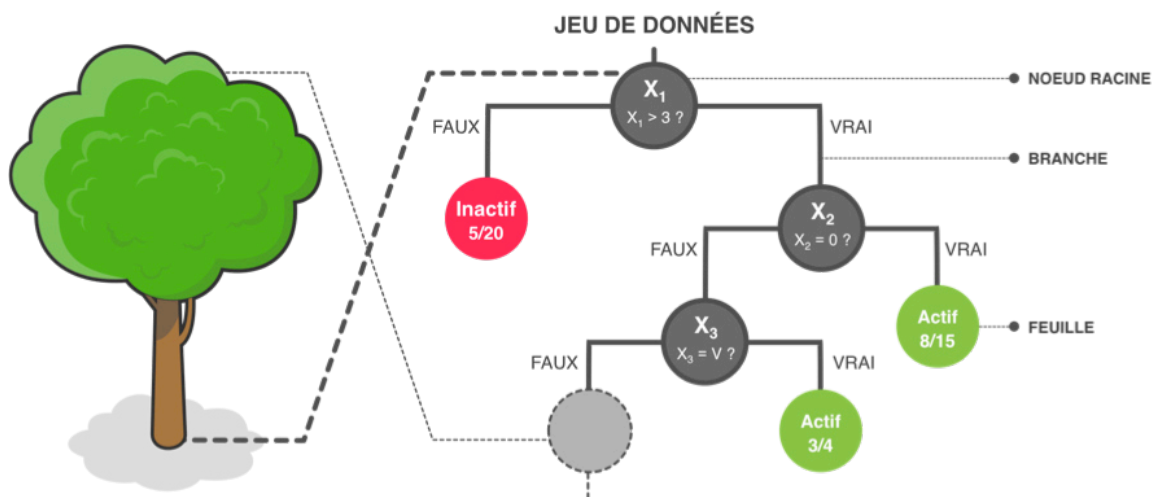 JEU DE DONNÉES
X₁
X₁ > 3 ?
NOEUD RACINE
FAUX
VRAI
BRANCHE
Inactif
5/20
X₂
X₂ = 0 ?
FAUX
VRAI
Actif
8/15
FEUILLE
X₃
X₃ = V ?
FAUX
VRAI
Actif
3/4